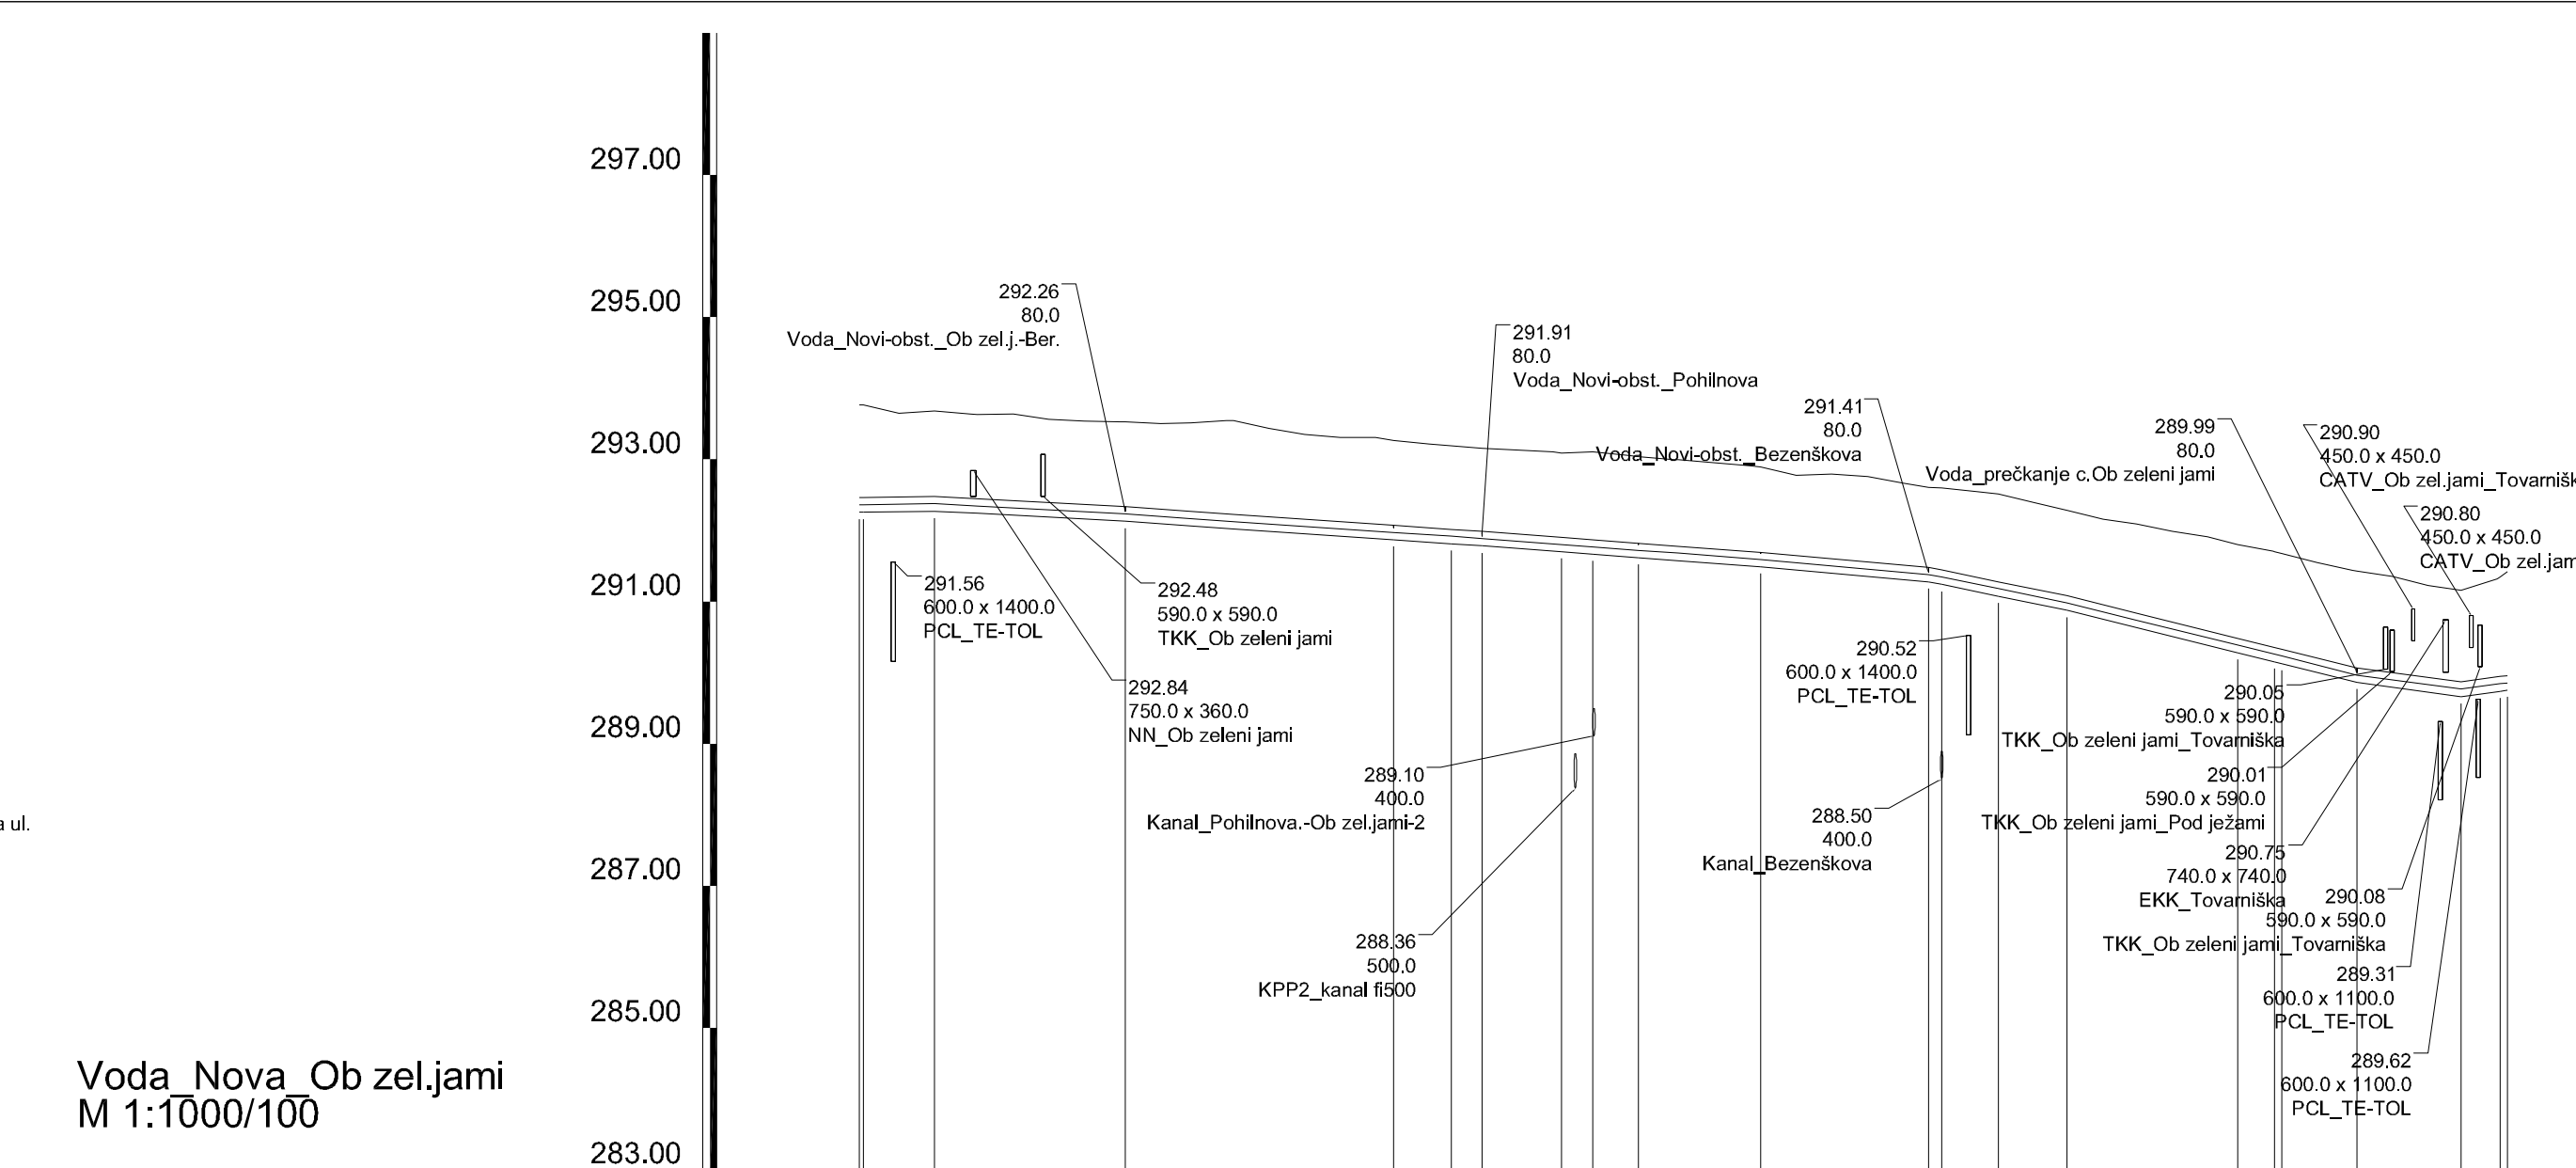 297.00
295.00
293.00
291.00
289.00
287.00
285.00
283.00
a ul.
Voda_Nova_Ob zel.jami
M 1:1000/100
292.26
80.0
Voda_Novi-obst._Ob zel.j.-Ber.
291.91
80.0
Voda_Novi-obst._Pohilnova
291.41
80.0
Voda_Novi-obst._Bezenškova
289.99
80.0
Voda_prečkanje c.Ob zeleni jami
290.90
450.0 x 450.0
CATV_Ob zel.jami_Tovarnišk
290.80
450.0 x 450.0
CATV_Ob zel.jam
291.56
600.0 x 1400.0
PCL_TE-TOL
292.48
590.0 x 590.0
TKK_Ob zeleni jami
292.84
750.0 x 360.0
NN_Ob zeleni jami
290.52
600.0 x 1400.0
PCL_TE-TOL
289.10
400.0
Kanal_Pohilnova.-Ob zel.jami-2
288.50
400.0
Kanal_Bezenškova
288.36
500.0
KPP2_kanal fi500
290.05
590.0 x 590.0
TKK_Ob zeleni jami_Tovarniška
290.01
590.0 x 590.0
TKK_Ob zeleni jami_Pod ježami
290.75
740.0 x 740.0
EKK_Tovarniška
290.08
590.0 x 590.0
TKK_Ob zeleni jami_Tovarniška
289.31
600.0 x 1100.0
PCL_TE-TOL
289.62
600.0 x 1100.0
PCL_TE-TOL